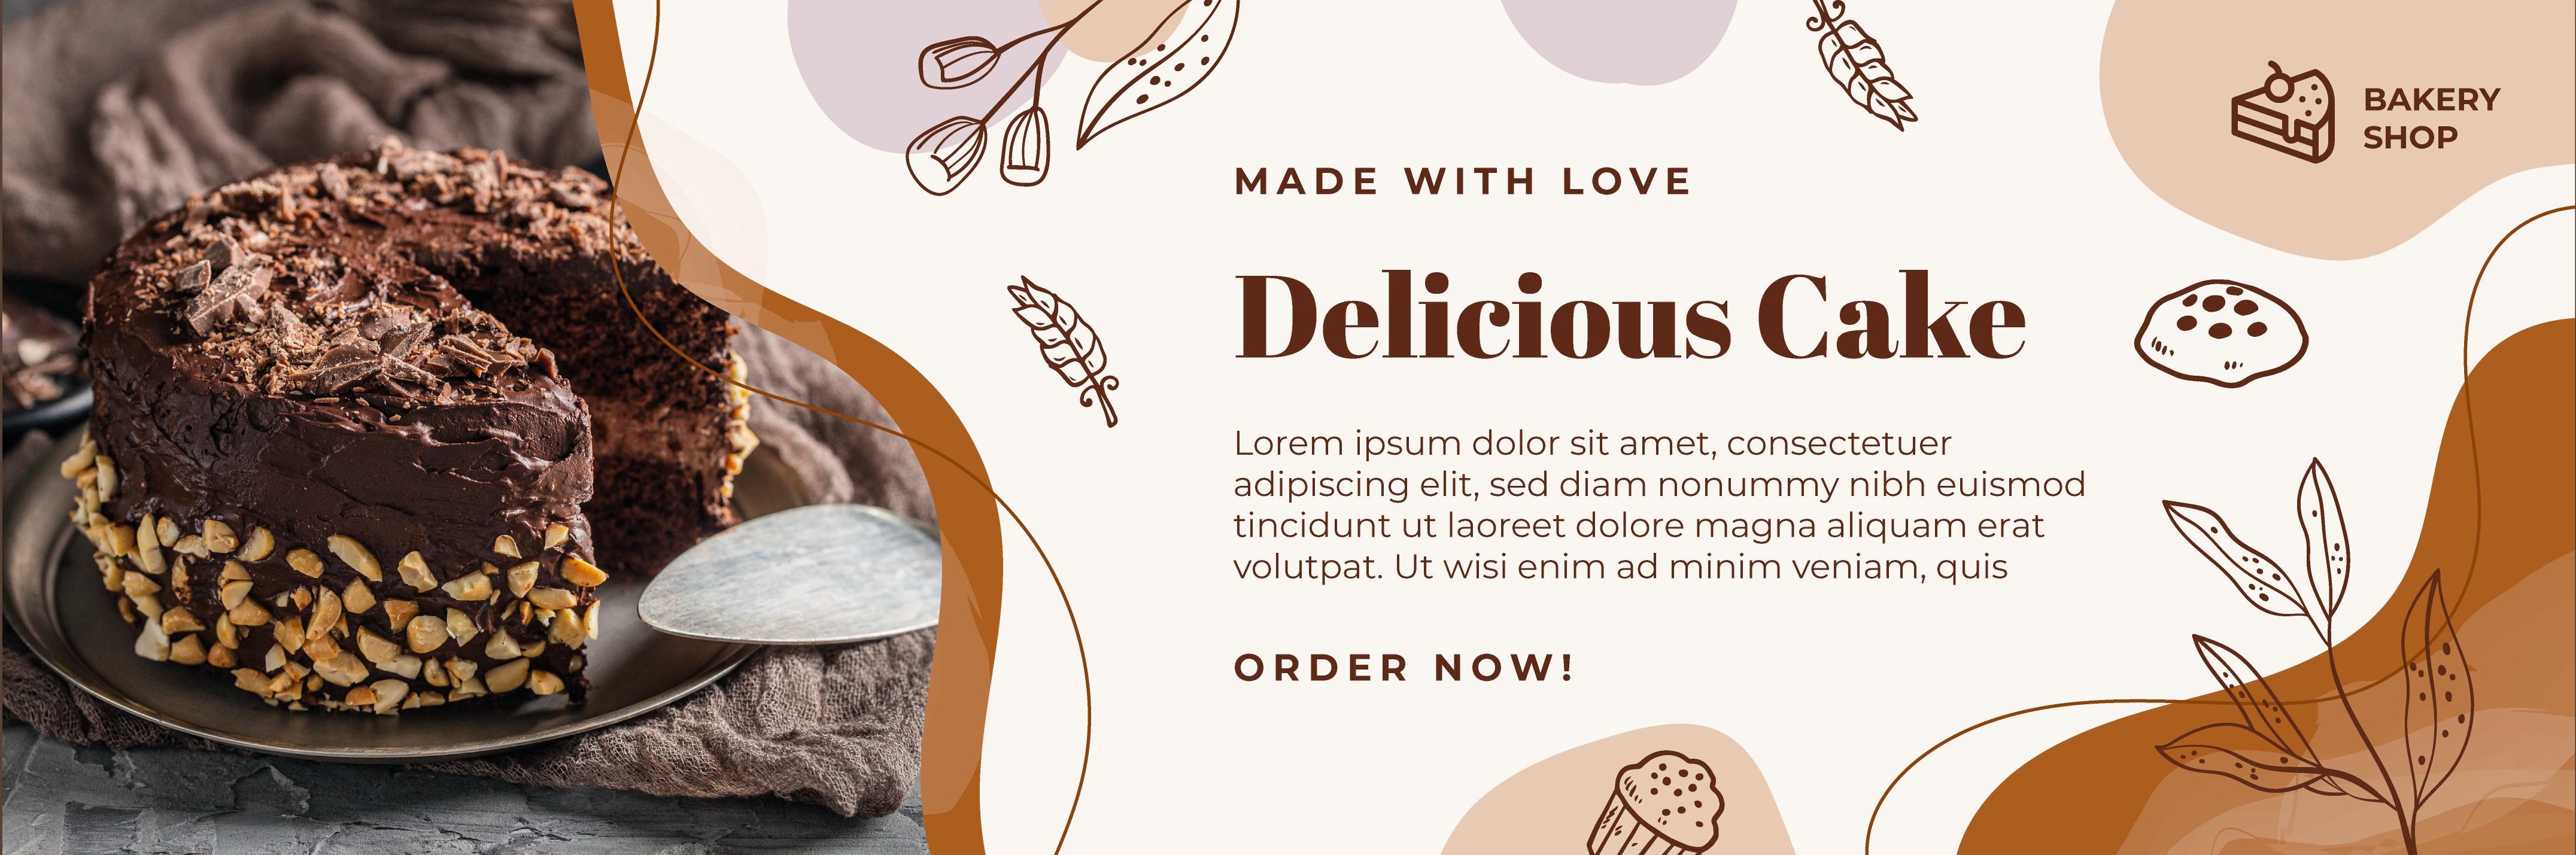 BAKERY
SHOP
MADE WITH LOVE
Delicious Cake
Lorem ipsum dolor sit amet, consectetuer
adipiscing elit, sed diam nonummy nibh euismod
tincidunt ut laoreet dolore magna aliquam erat
volutpat. Ut wisi enim ad minim veniam, quis
ORDER NOW!